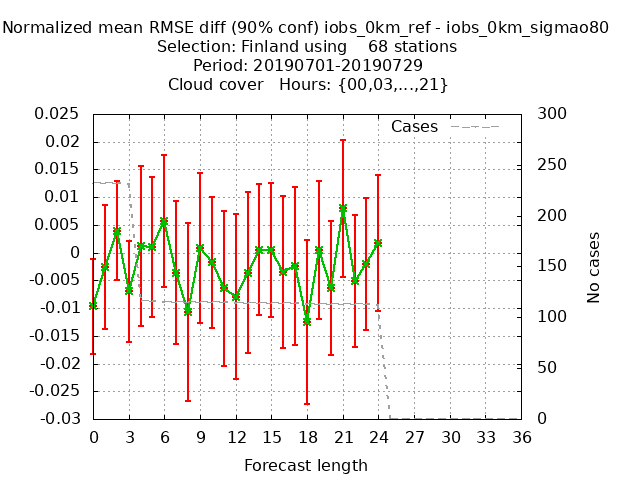 Normalized mean RMSE diff (90% conf) iobs_0km_ref - iobs_0km_sigmao80
Selection: Finland using    68 stations
Period: 20190701-20190729
Cloud cover   Hours: {00,03,...,21}
Cases
0.025
0.02
0.015
0.01
0.005
0
-0.005
-0.01
-0.015
-0.02
-0.025
-0.03
300
250
200
150
100
50
0
No cases
0 3 6 9 12 15 18 21 24 27 30 33 36
Forecast length